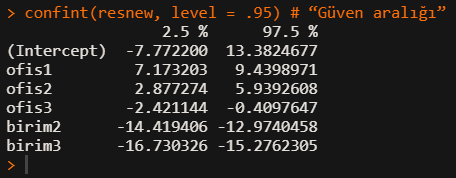 > confint(resnew, level = .95) # “Güven aralığı”
2.5 % 97.5 %
(Intercept) -7.772200 13.3824677
ofis1 7.173203 9.4398971
ofis2 2.877274 5.9392608
ofis3 -2.421144 -0.4097647
birim2 -14.419406 -12.9740458
birim3 -16.730326 -15.2762305
>